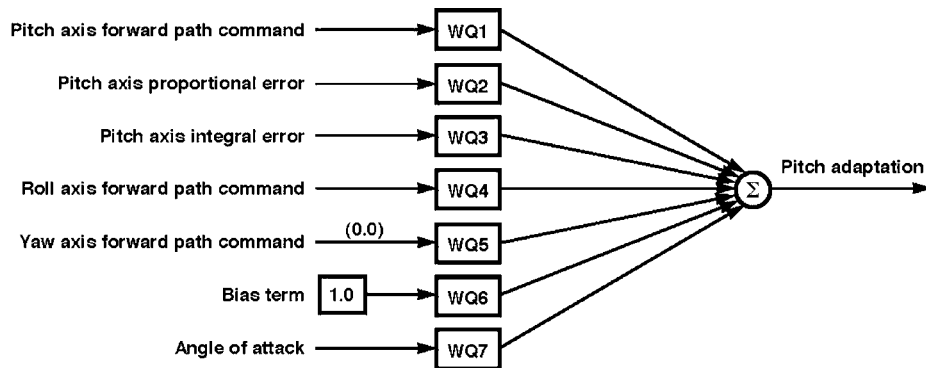 Pitch axis forward path command WQ1
Pitch axis proportional error WQ2
Pitch axis integral error WQ3
Roll axis forward path command WQ4
Σ
Pitch adaptation
Yaw axis forward path command (0.0) WQ5
Bias term 1.0 WQ6
Angle of attack WQ7